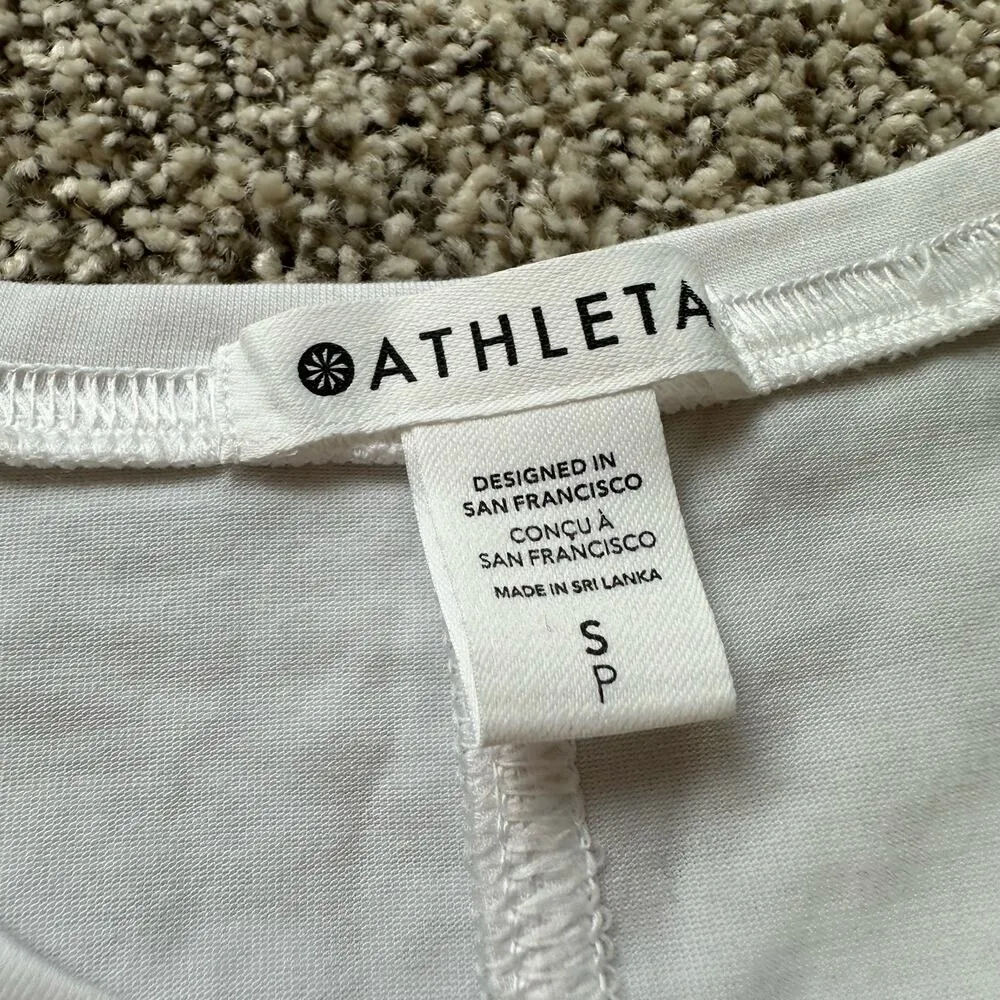 ATHLETA
DESIGNED IN
SAN FRANCISCO
CONÇU À
SAN FRANCISCO
MADE IN SRI LANKA
S
P